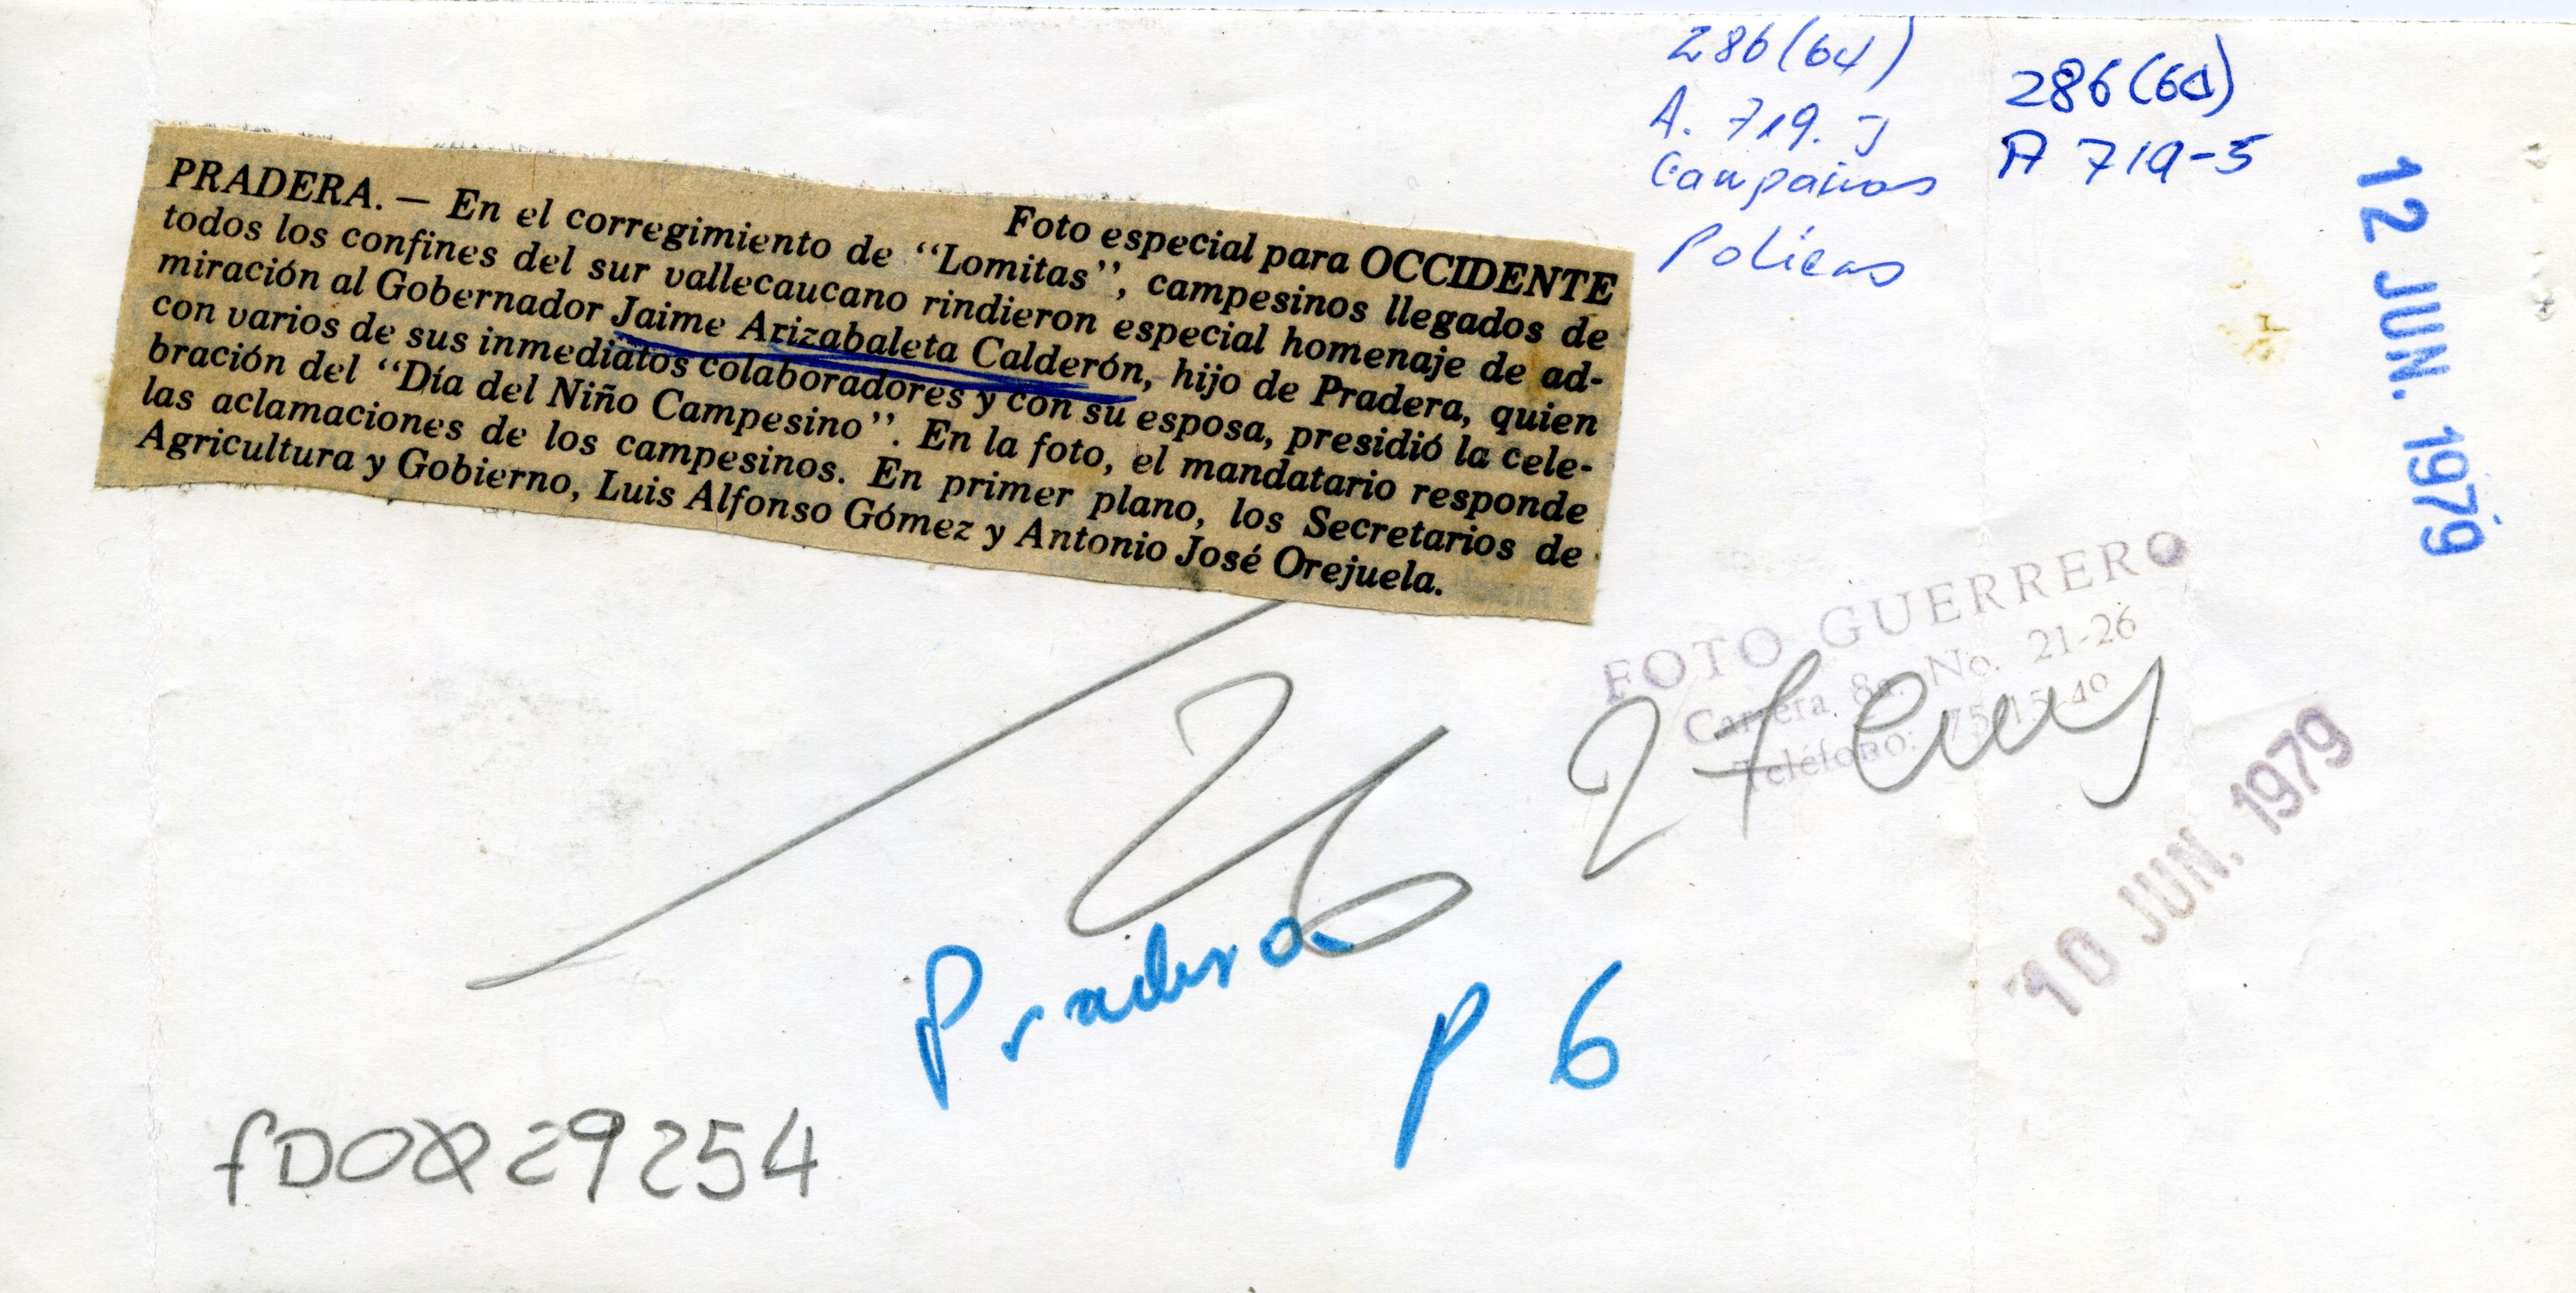 286(64)
A. 719. J
Campañas
Policas
286(64)
A 719-5
12 JUN. 1979
Foto especial para OCCIDENTE
PRADERA. — En el corregimiento de “Lomitas”, campesinos llegados de
todos los confines del sur vallecaucano rindieron especial homenaje de ad-
miración al Gobernador Jaime Arizabaleta Calderón, hijo de Pradera, quien
con varios de sus inmediatos colaboradores y con su esposa, presidió la cele-
bración del “Día del Niño Campesino”. En la foto, el mandatario responde
las aclamaciones de los campesinos. En primer plano, los Secretarios de
Agricultura y Gobierno, Luis Alfonso Gómez y Antonio José Orejuela.
FOTO GUERRERO
Carrera 8a. No. 21-26
Teléfono: 75-15-40
26
27 cms
10 JUN. 1979
Pradera
P 6
fD0029254